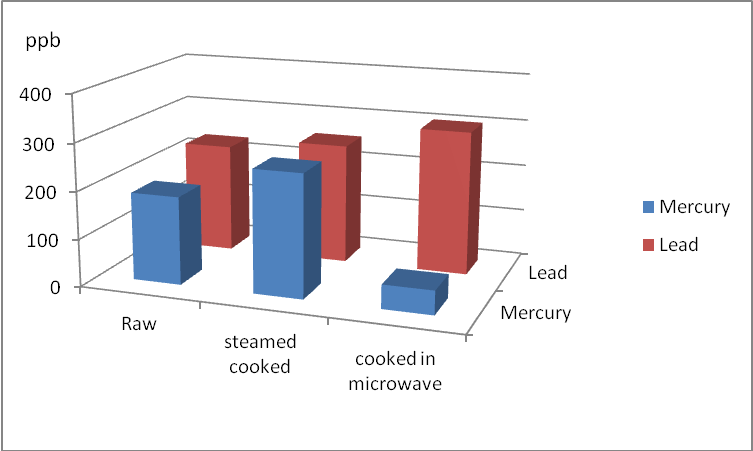 ppb
400
300
200
100
0
Raw
steamed
cooked
cooked in
microwave
Lead
Mercury
Mercury
Lead